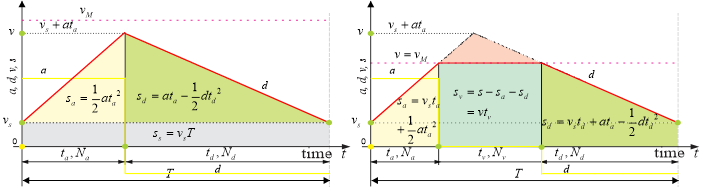 v_M
v
v_s + at_a
a, d, v, s
a
d
s_a = 1/2 at_a^2
s_d = at_a − 1/2 dt_d^2
v_s
s_s = v_sT
0
t_a, N_a
t_d, N_d
time
t
d
T
v_s + at_a
v = v_M
a, d, v, s
a
d
s_v = s − s_a − s_d
= vt_v
s_a = v_st_a
+ 1/2 at_a^2
s_d = v_st_d + at_a − 1/2 dt_d^2
v_s
0
t_a, N_a
t_v, N_v
t_d, N_d
time
t
d
T